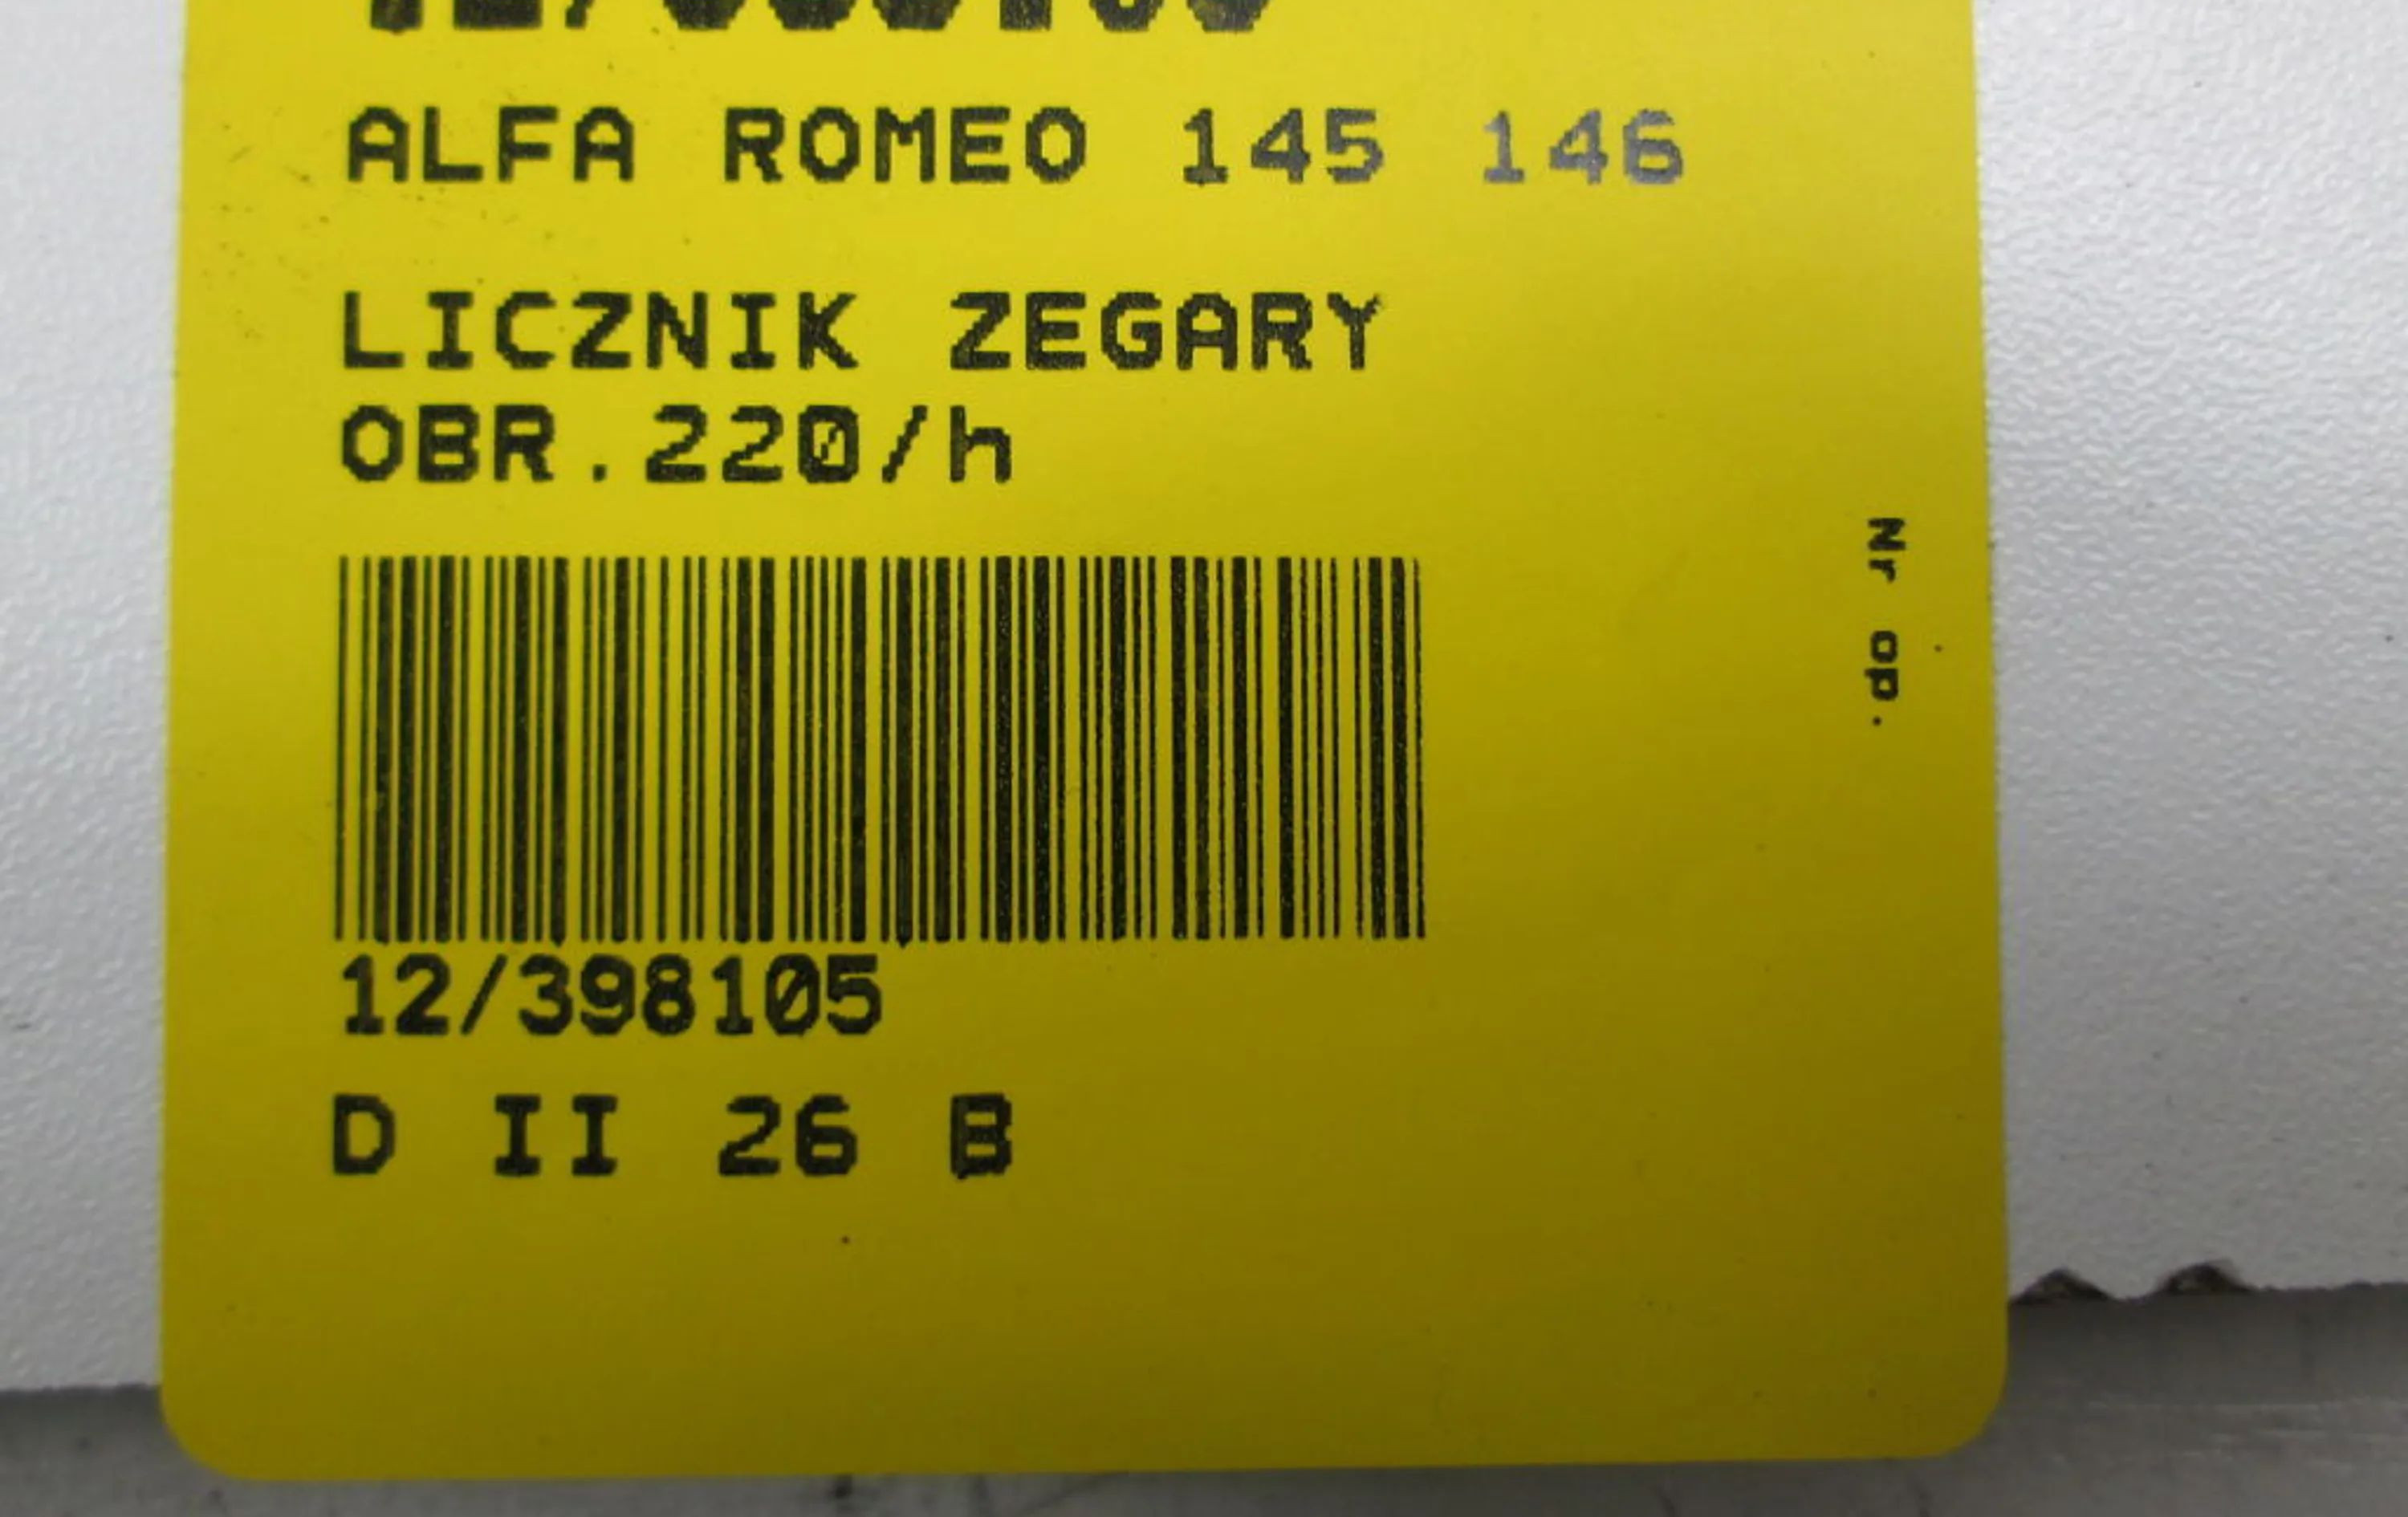 ALFA ROMEO 145 146
LICZNIK ZEGARY
OBR.220/h
Nr op.
12/398105
D II 26 B